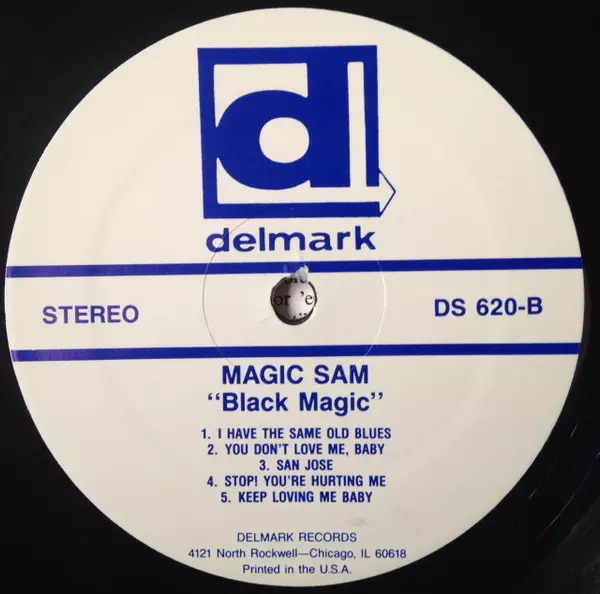 dl
delmark
STEREO
DS 620-B
MAGIC SAM
"Black Magic"
1. I HAVE THE SAME OLD BLUES
2. YOU DON'T LOVE ME, BABY
3. SAN JOSE
4. STOP! YOU'RE HURTING ME
5. KEEP LOVING ME BABY
DELMARK RECORDS
4121 North Rockwell—Chicago, IL 60618
Printed in the U.S.A.